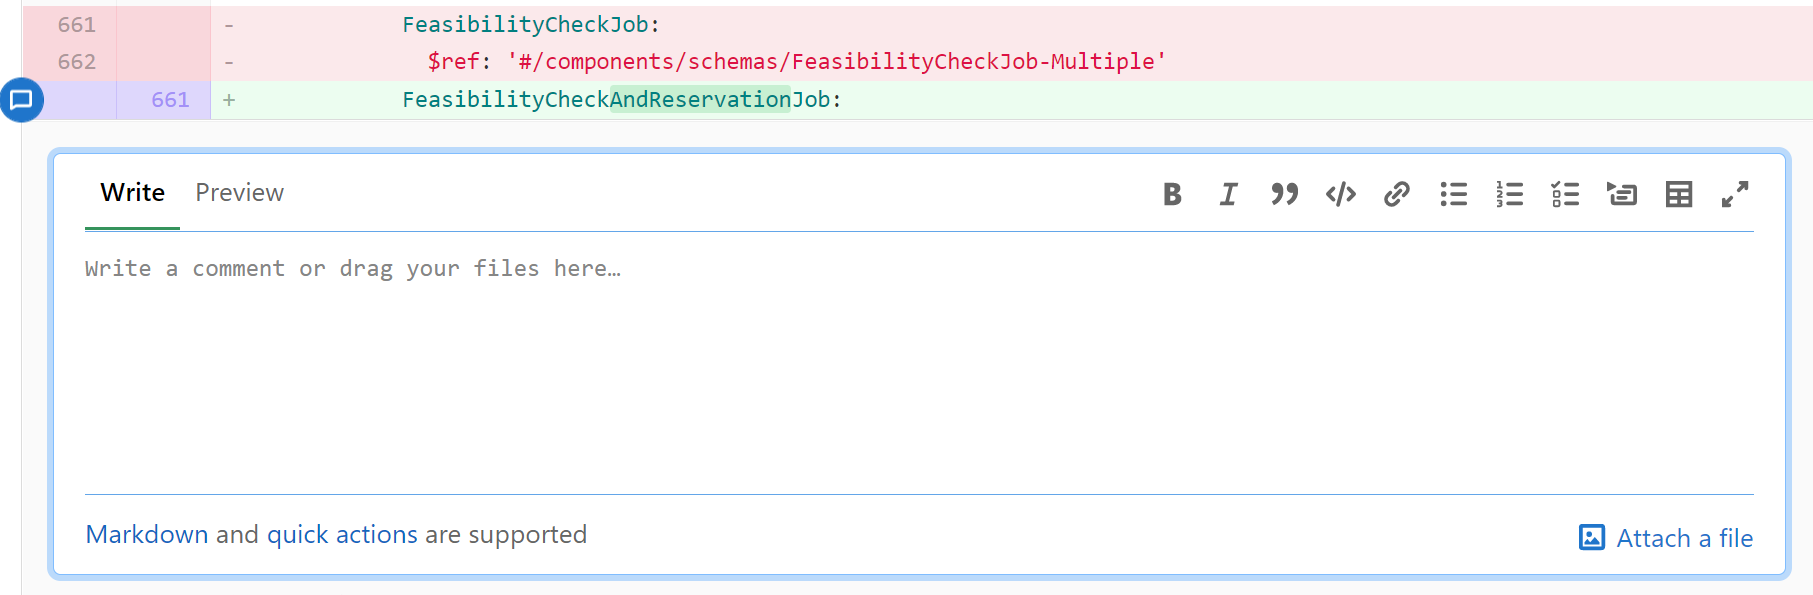 661 - FeasibilityCheckJob:
662 - $ref: '#/components/schemas/FeasibilityCheckJob-Multiple'
661 + FeasibilityCheckAndReservationJob:
Write Preview
Write a comment or drag your files here…
Markdown and quick actions are supported
Attach a file